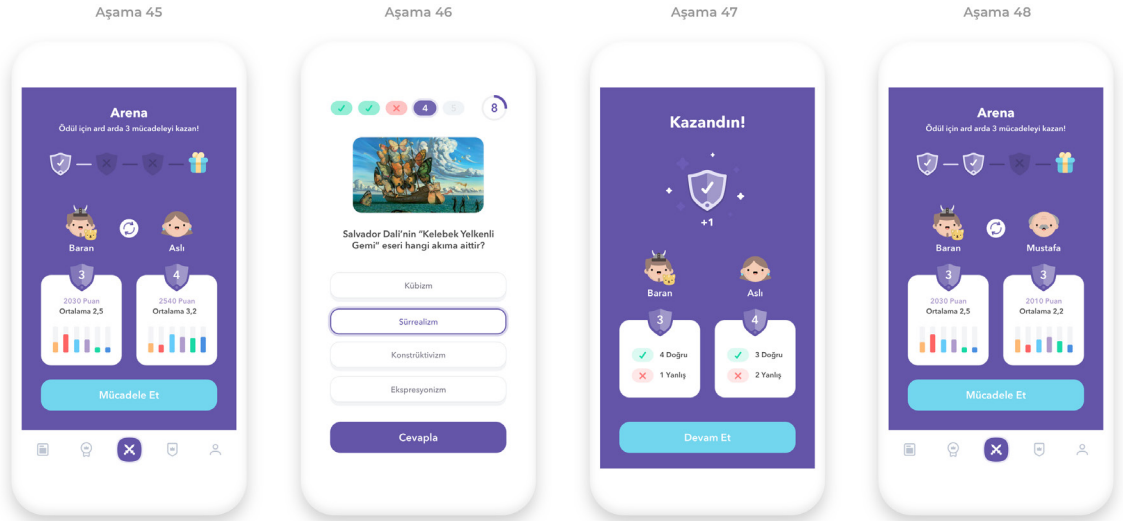 Aşama 45
Arena
Ödül için ard arda 3 mücadeleyi kazan!
Baran
Aslı
3
4
2030 Puan
Ortalama 2,5
2540 Puan
Ortalama 3,2
Mücadele Et
Aşama 46
4
5
8
Salvador Dali'nin "Kelebek Yelkenli
Gemi" eseri hangi akıma aittir?
Kübizm
Sürrealizm
Konstrüktivizm
Ekspresyonizm
Cevapla
Aşama 47
Kazandın!
+1
Baran
Aslı
3
4
4 Doğru
1 Yanlış
3 Doğru
2 Yanlış
Devam Et
Aşama 48
Arena
Ödül için ard arda 3 mücadeleyi kazan!
Baran
Mustafa
3
3
2030 Puan
Ortalama 2,5
2010 Puan
Ortalama 2,2
Mücadele Et